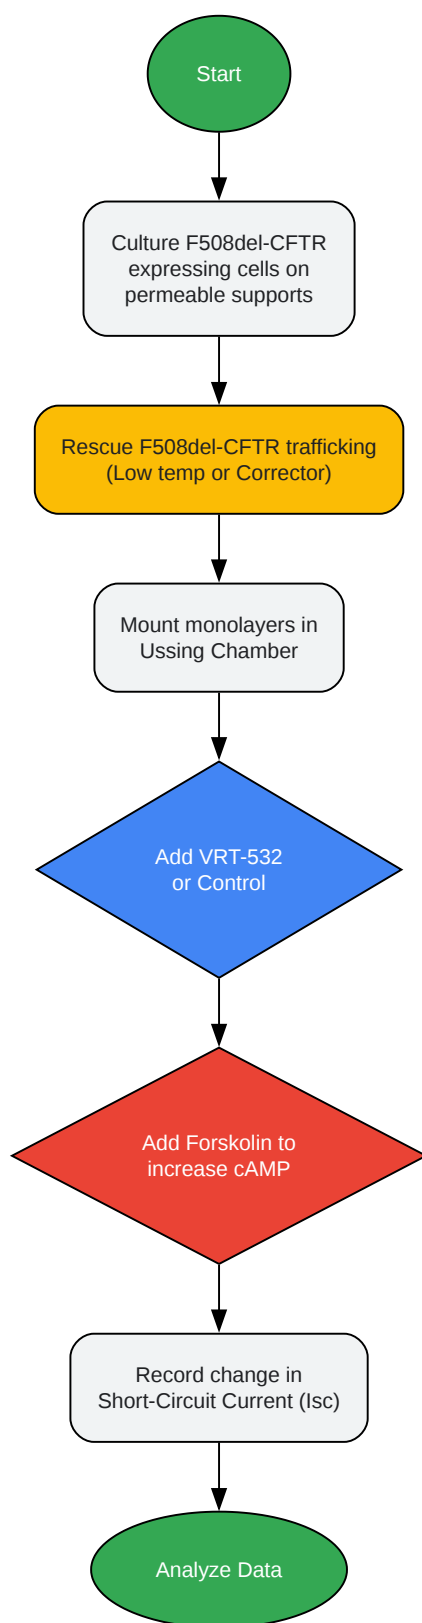 Start
Culture F508del-CFTR
expressing cells on
permeable supports
Rescue F508del-CFTR trafficking
(Low temp or Corrector)
Mount monolayers in
Ussing Chamber
Add VRT-532
or Control
Add Forskolin to
increase cAMP
Record change in
Short-Circuit Current (Isc)
Analyze Data